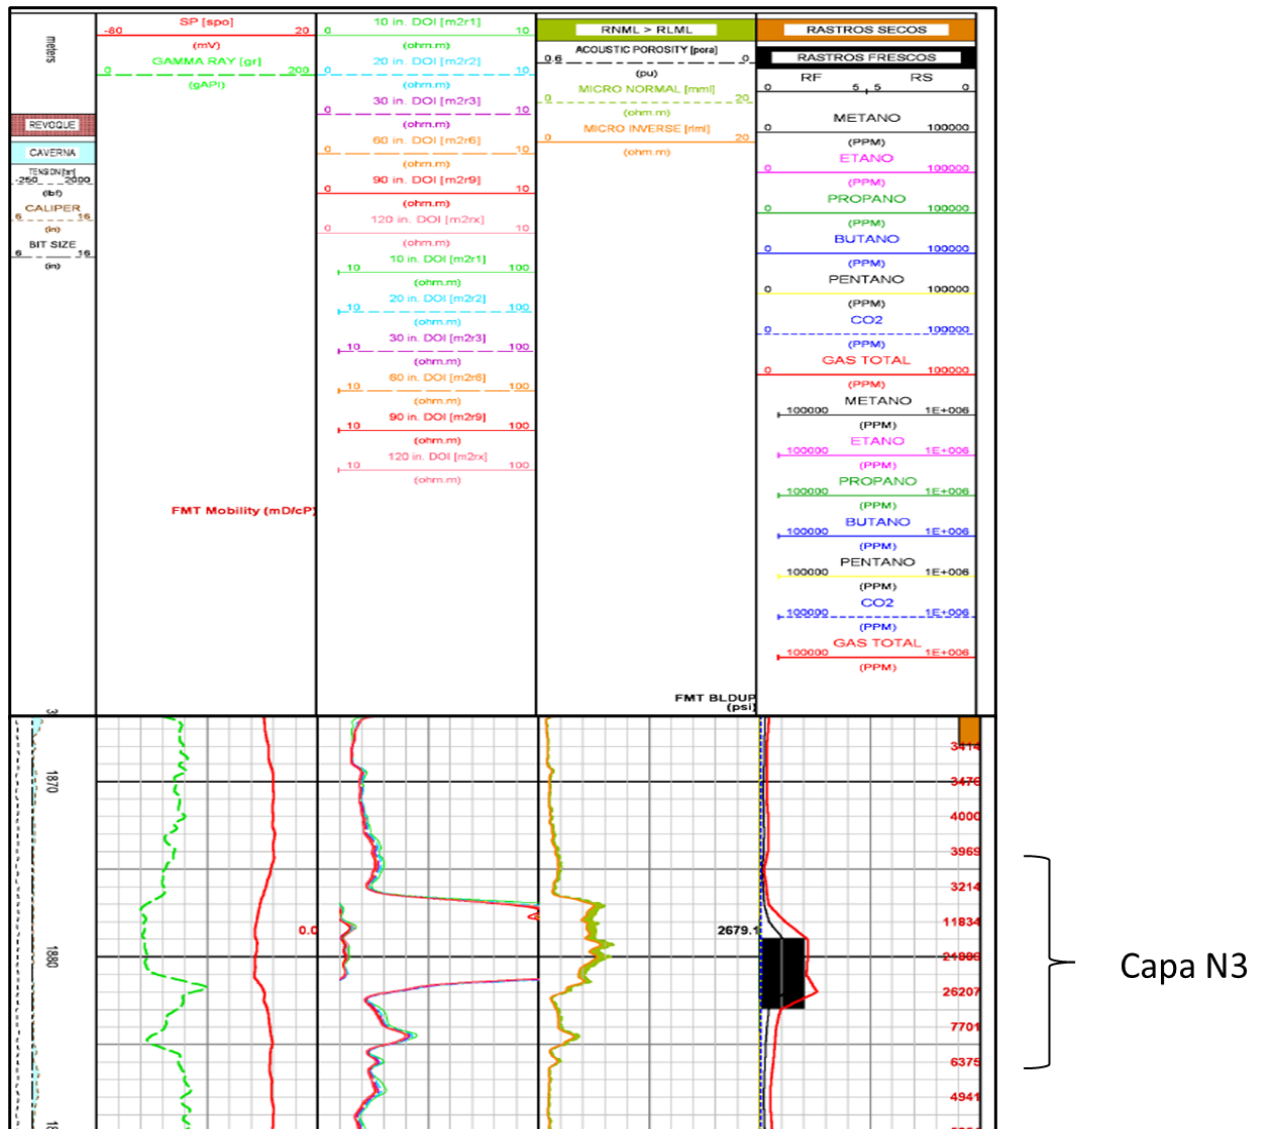 meters
REVOQUE
CAVERNA
TENSION[ten]
-250 2000
(lbf)
CALIPER
6 16
(in)
BIT SIZE
6 16
(in)
SP [spo]
-80 20
(mV)
GAMMA RAY [gr]
0 200
(gAPI)
FMT Mobility (mD/cP)
10 in. DOI [m2r1]
0 10
(ohm.m)
20 in. DOI [m2r2]
0 10
(ohm.m)
30 in. DOI [m2r3]
0 10
(ohm.m)
60 in. DOI [m2r6]
0 10
(ohm.m)
90 in. DOI [m2r9]
0 10
(ohm.m)
120 in. DOI [m2rx]
0 10
(ohm.m)
10 in. DOI [m2r1]
10 100
(ohm.m)
20 in. DOI [m2r2]
10 100
(ohm.m)
30 in. DOI [m2r3]
10 100
(ohm.m)
60 in. DOI [m2r6]
10 100
(ohm.m)
90 in. DOI [m2r9]
10 100
(ohm.m)
120 in. DOI [m2rx]
10 100
(ohm.m)
RNML > RLML
ACOUSTIC POROSITY [pora]
0.6 0
(pu)
MICRO NORMAL [rnml]
0 20
(ohm.m)
MICRO INVERSE [rlml]
0 20
(ohm.m)
FMT BLDUP
(psi)
RASTROS SECOS
RASTROS FRESCOS
RF RS
0 5 5 0
METANO
0 100000
(PPM)
ETANO
0 100000
(PPM)
PROPANO
0 100000
(PPM)
BUTANO
0 100000
(PPM)
PENTANO
0 100000
(PPM)
CO2
0 100000
(PPM)
GAS TOTAL
0 100000
(PPM)
METANO
100000 1E+006
(PPM)
ETANO
100000 1E+006
(PPM)
PROPANO
100000 1E+006
(PPM)
BUTANO
100000 1E+006
(PPM)
PENTANO
100000 1E+006
(PPM)
CO2
100000 1E+006
(PPM)
GAS TOTAL
100000 1E+006
(PPM)
3414
1870
3476
4000
3969
3214
11834
0.0
2679.1
1880
24986
26207
7701
6375
4941
Capa N3